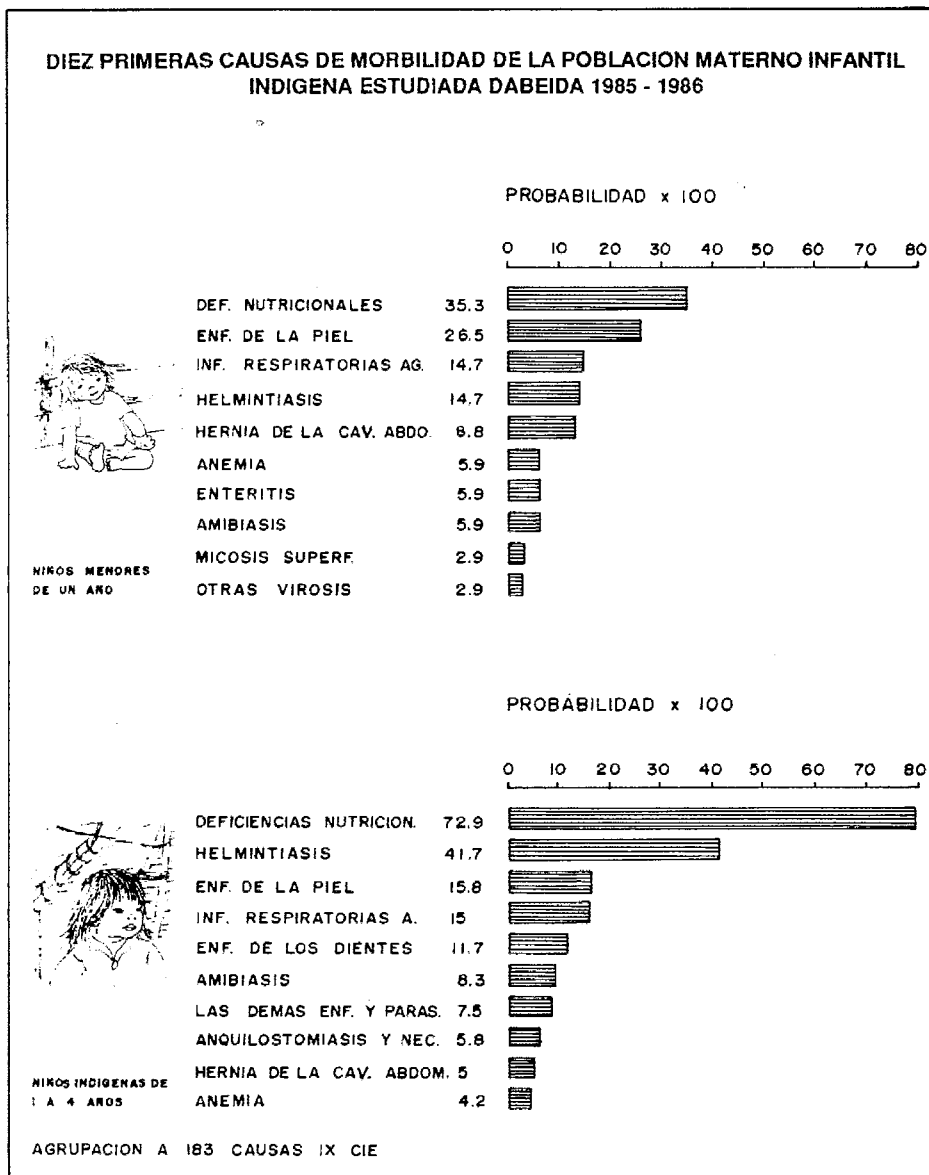 DIEZ PRIMERAS CAUSAS DE MORBILIDAD DE LA POBLACION MATERNO INFANTIL
INDIGENA ESTUDIADA DABEIDA 1985 - 1986
PROBABILIDAD x 100
0 10 20 30 40 50 60 70 80
DEF. NUTRICIONALES 35.3
ENF. DE LA PIEL 26.5
INF. RESPIRATORIAS AG. 14.7
HELMINTIASIS 14.7
HERNIA DE LA CAV. ABDO. 8.8
ANEMIA 5.9
ENTERITIS 5.9
AMIBIASIS 5.9
MICOSIS SUPERF. 2.9
OTRAS VIROSIS 2.9
NIÑOS MENORES
DE UN AÑO
PROBABILIDAD x 100
0 10 20 30 40 50 60 70 80
DEFICIENCIAS NUTRICION. 72.9
HELMINTIASIS 41.7
ENF. DE LA PIEL 15.8
INF. RESPIRATORIAS A. 15
ENF. DE LOS DIENTES 11.7
AMIBIASIS 8.3
LAS DEMAS ENF. Y PARAS. 7.5
ANQUILOSTOMIASIS Y NEC. 5.8
HERNIA DE LA CAV. ABDOM. 5
ANEMIA 4.2
NIÑOS INDIGENAS DE
1 A 4 AÑOS
AGRUPACION A 183 CAUSAS IX CIE